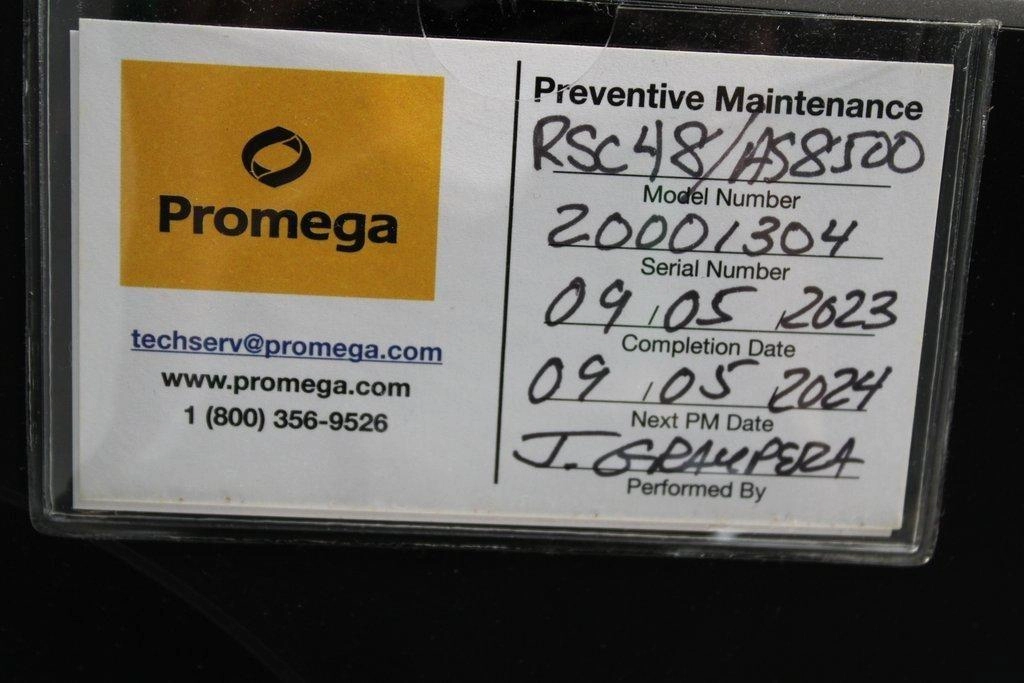 Promega
techserv@promega.com
www.promega.com
1 (800) 356-9526
Preventive Maintenance
RSC48/AS8500
Model Number
20001304
Serial Number
09, 05, 2023
Completion Date
09, 05 2024
Next PM Date
J.
Performed By